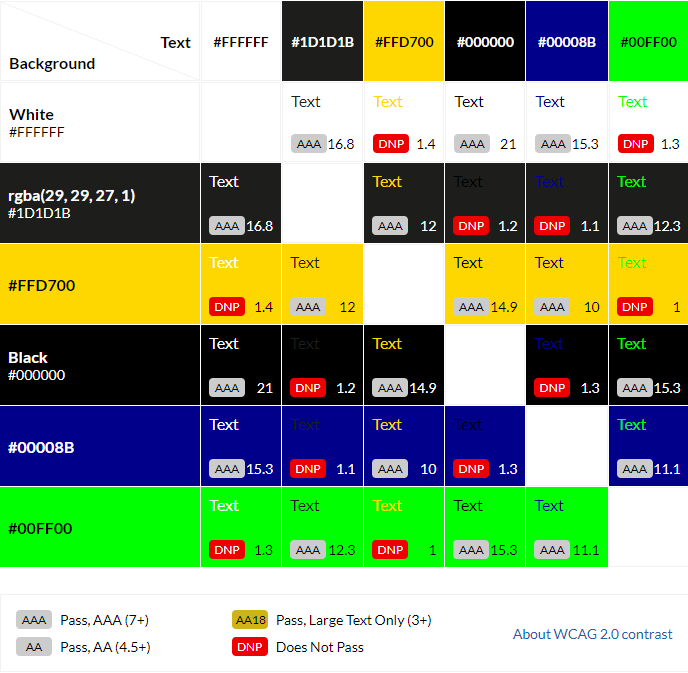 Text
Background
#FFFFFF #1D1D1B #FFD700 #000000 #00008B #00FF00
White
#FFFFFF
Text Text Text Text Text
AAA 16.8 DNP 1.4 AAA 21 AAA 15.3 DNP 1.3
rgba(29, 29, 27, 1)
#1D1D1B
Text Text Text Text Text
AAA 16.8 AAA 12 DNP 1.2 DNP 1.1 AAA 12.3
#FFD700
Text Text Text Text Text
DNP 1.4 AAA 12 AAA 14.9 AAA 10 DNP 1
Black
#000000
Text Text Text Text Text
AAA 21 DNP 1.2 AAA 14.9 DNP 1.3 AAA 15.3
#00008B
Text Text Text Text Text
AAA 15.3 DNP 1.1 AAA 10 DNP 1.3 AAA 11.1
#00FF00
Text Text Text Text Text
DNP 1.3 AAA 12.3 DNP 1 AAA 15.3 AAA 11.1
AAA Pass, AAA (7+)
AA Pass, AA (4.5+)
AA18 Pass, Large Text Only (3+)
DNP Does Not Pass
About WCAG 2.0 contrast